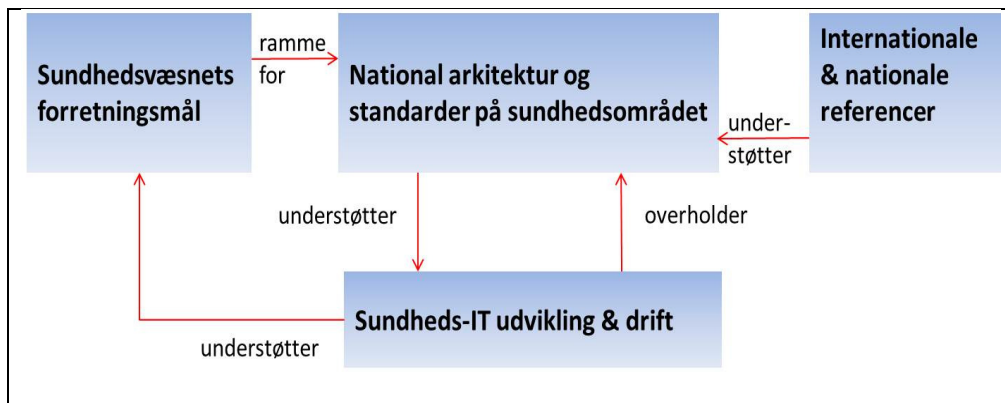 Sundhedsvæsnets
forretningsmål
ramme
for
National arkitektur og
standarder på sundhedsområdet
Internationale
& nationale
referencer
under-
støtter
understøtter
overholder
Sundheds-IT udvikling & drift
understøtter